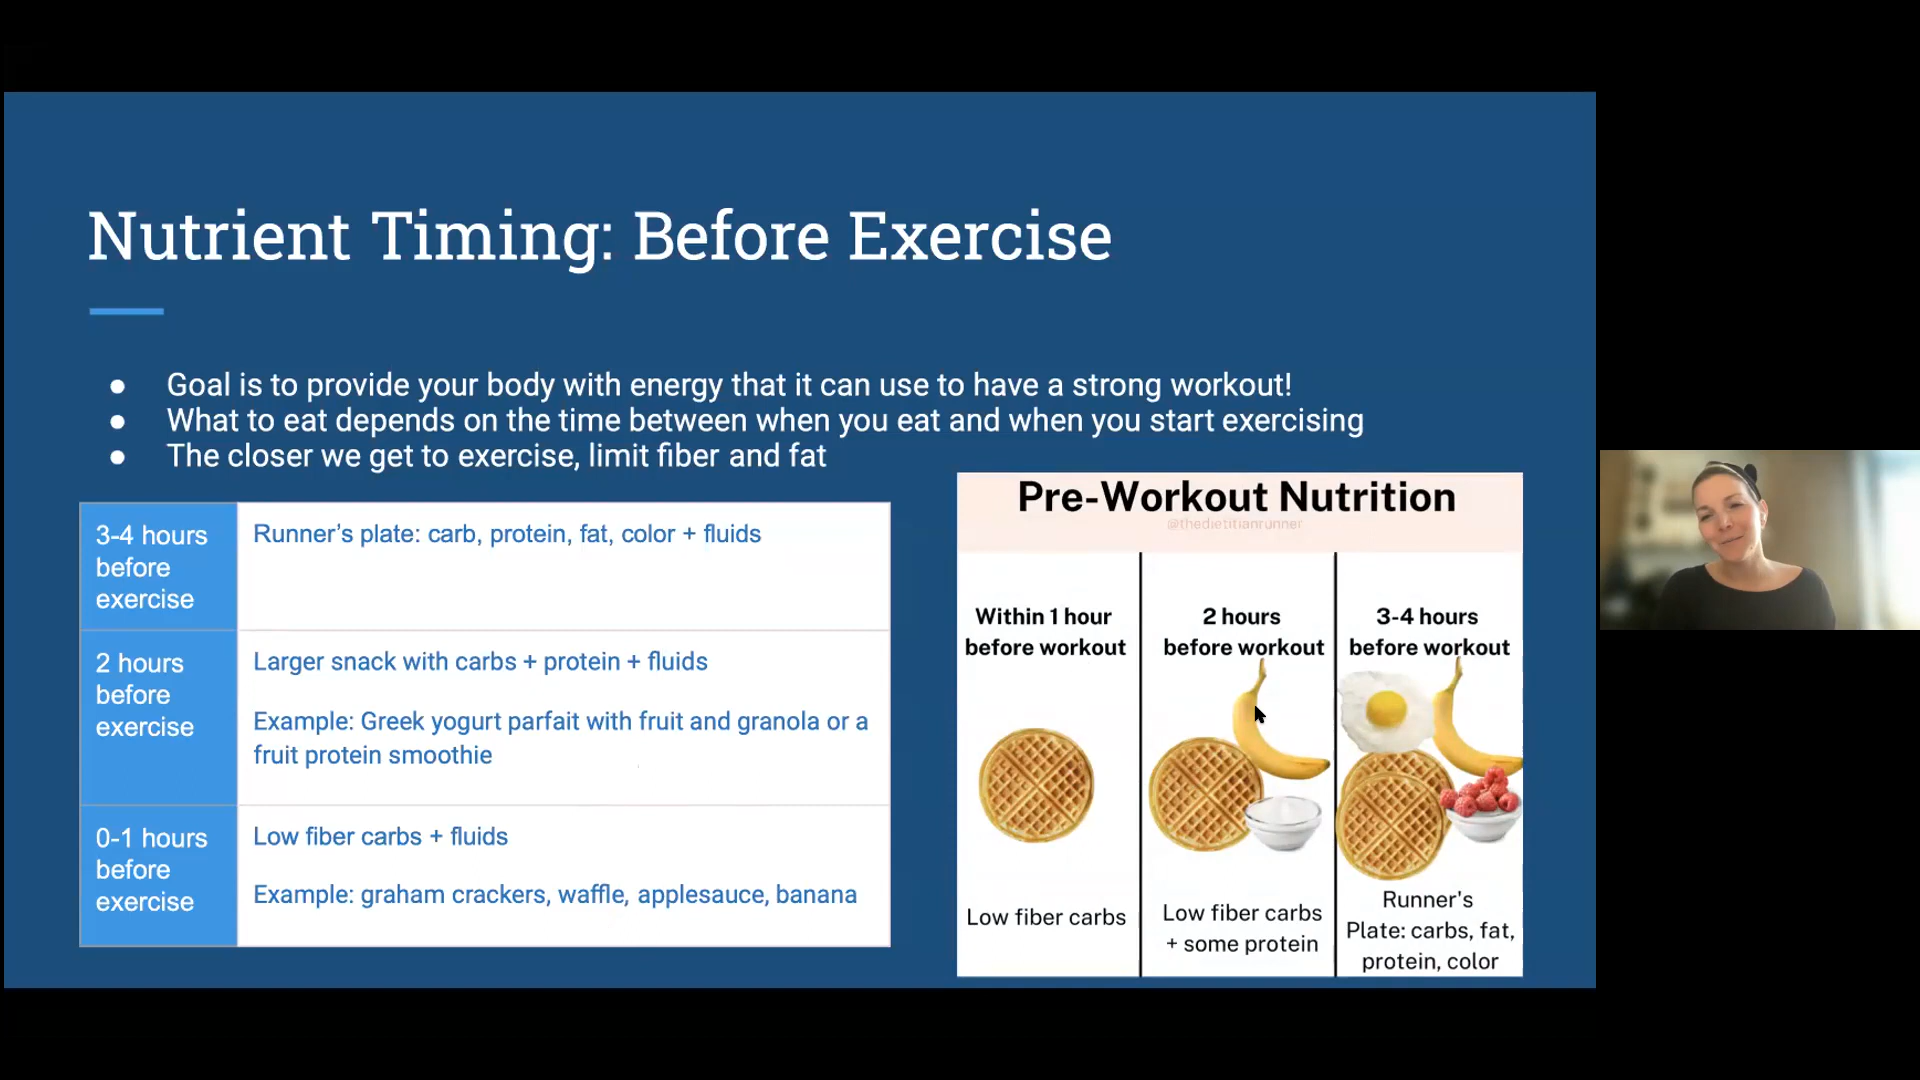 Nutrient Timing: Before Exercise
● Goal is to provide your body with energy that it can use to have a strong workout!
● What to eat depends on the time between when you eat and when you start exercising
● The closer we get to exercise, limit fiber and fat
3-4 hours
before
exercise
Runner’s plate: carb, protein, fat, color + fluids
2 hours
before
exercise
Larger snack with carbs + protein + fluids
Example: Greek yogurt parfait with fruit and granola or a
fruit protein smoothie
0-1 hours
before
exercise
Low fiber carbs + fluids
Example: graham crackers, waffle, applesauce, banana
Pre-Workout Nutrition
@thedietitianrunner
Within 1 hour
before workout
Low fiber carbs
2 hours
before workout
Low fiber carbs
+ some protein
3-4 hours
before workout
Runner's
Plate: carbs, fat,
protein, color